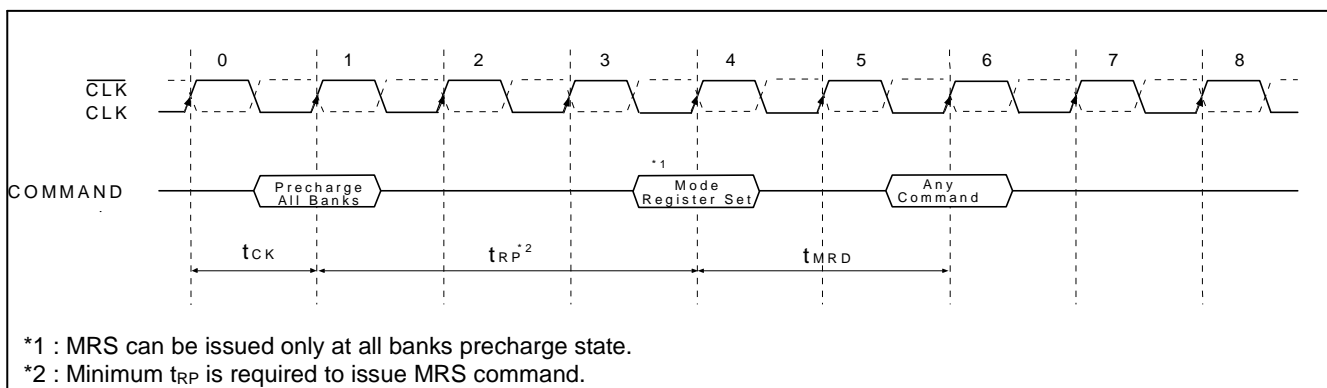 0 1 2 3 4 5 6 7 8
CLK
CLK
*1
COMMAND
Precharge
All Banks
Mode
Register Set
Any
Command
tCK
tRP*2
tMRD
*1 : MRS can be issued only at all banks precharge state.
*2 : Minimum tRP is required to issue MRS command.